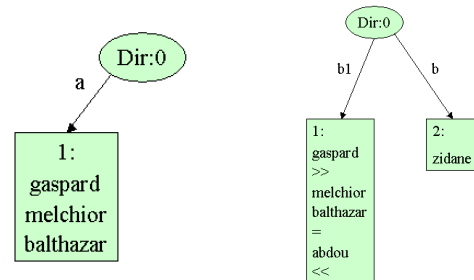 Dir:0
a
1:
gaspard
melchior
balthazar
Dir:0
b1
b
1:
gaspard
>>
melchior
balthazar
=
abdou
<<
2:
zidane